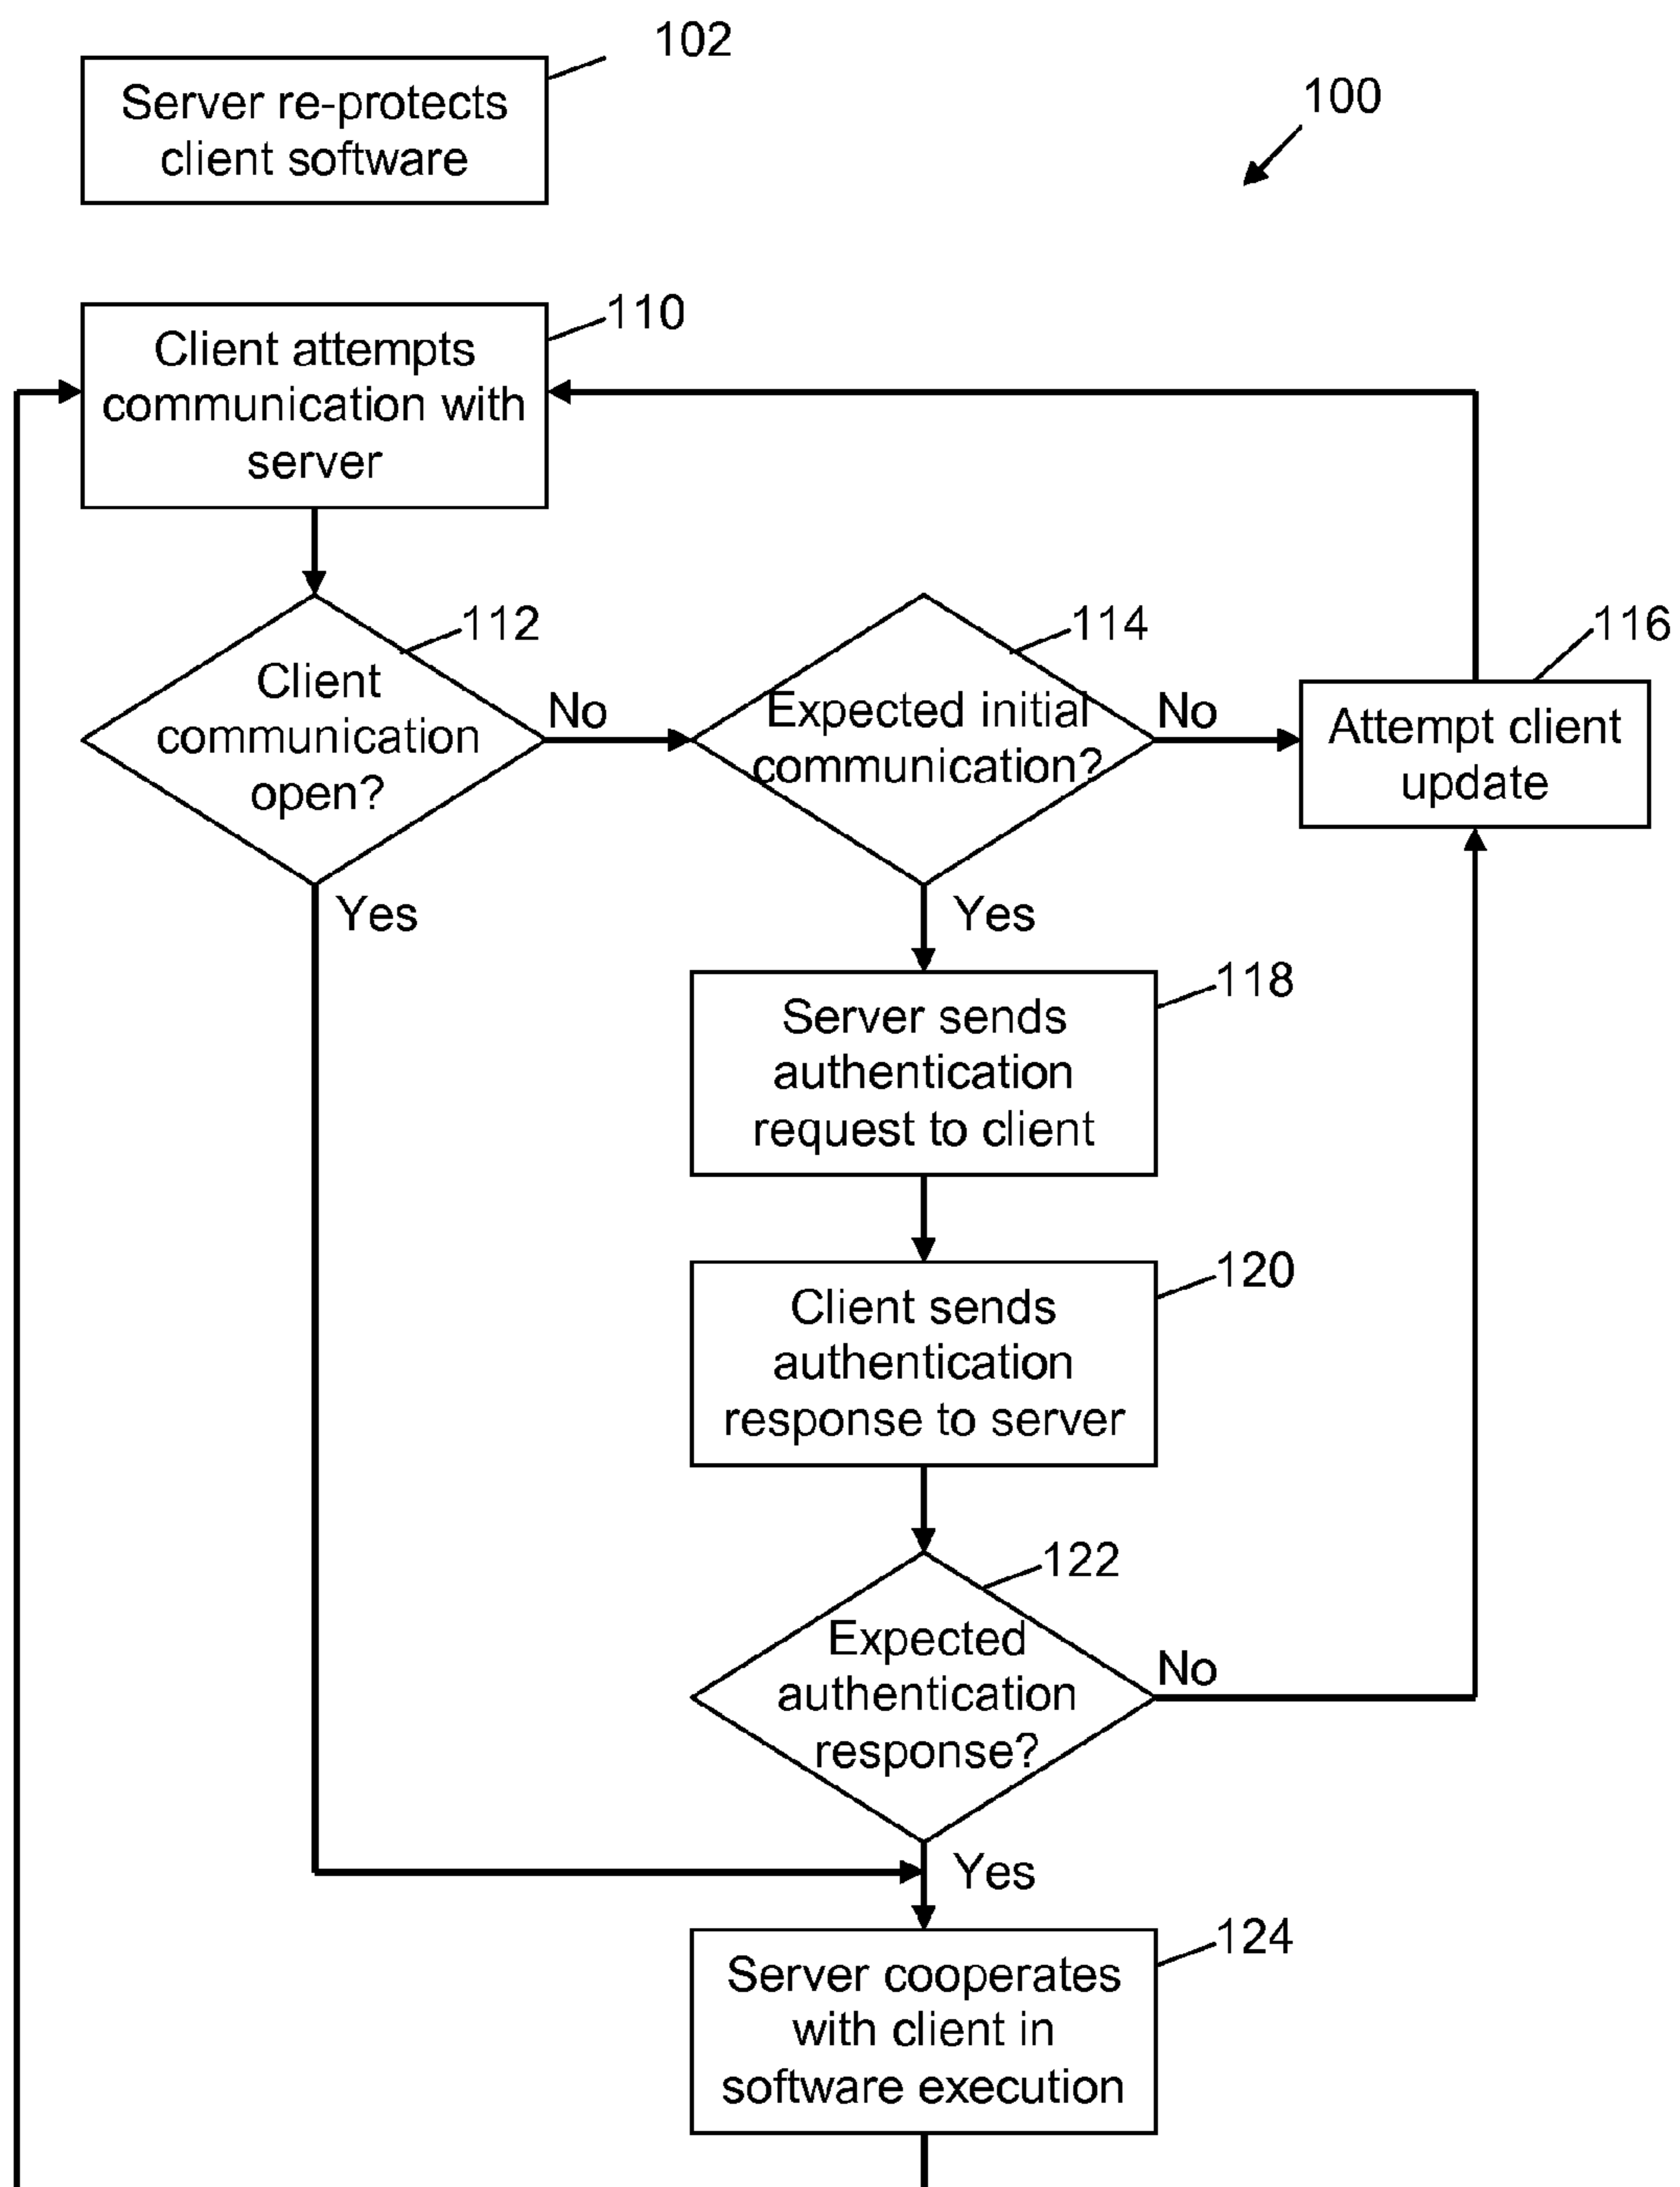 102
Server re-protects
client software
100
110
Client attempts
communication with
server
112
Client
communication
open?
No
Yes
114
Expected initial
communication?
No
Yes
116
Attempt client
update
118
Server sends
authentication
request to client
120
Client sends
authentication
response to server
122
Expected
authentication
response?
No
Yes
124
Server cooperates
with client in
software execution